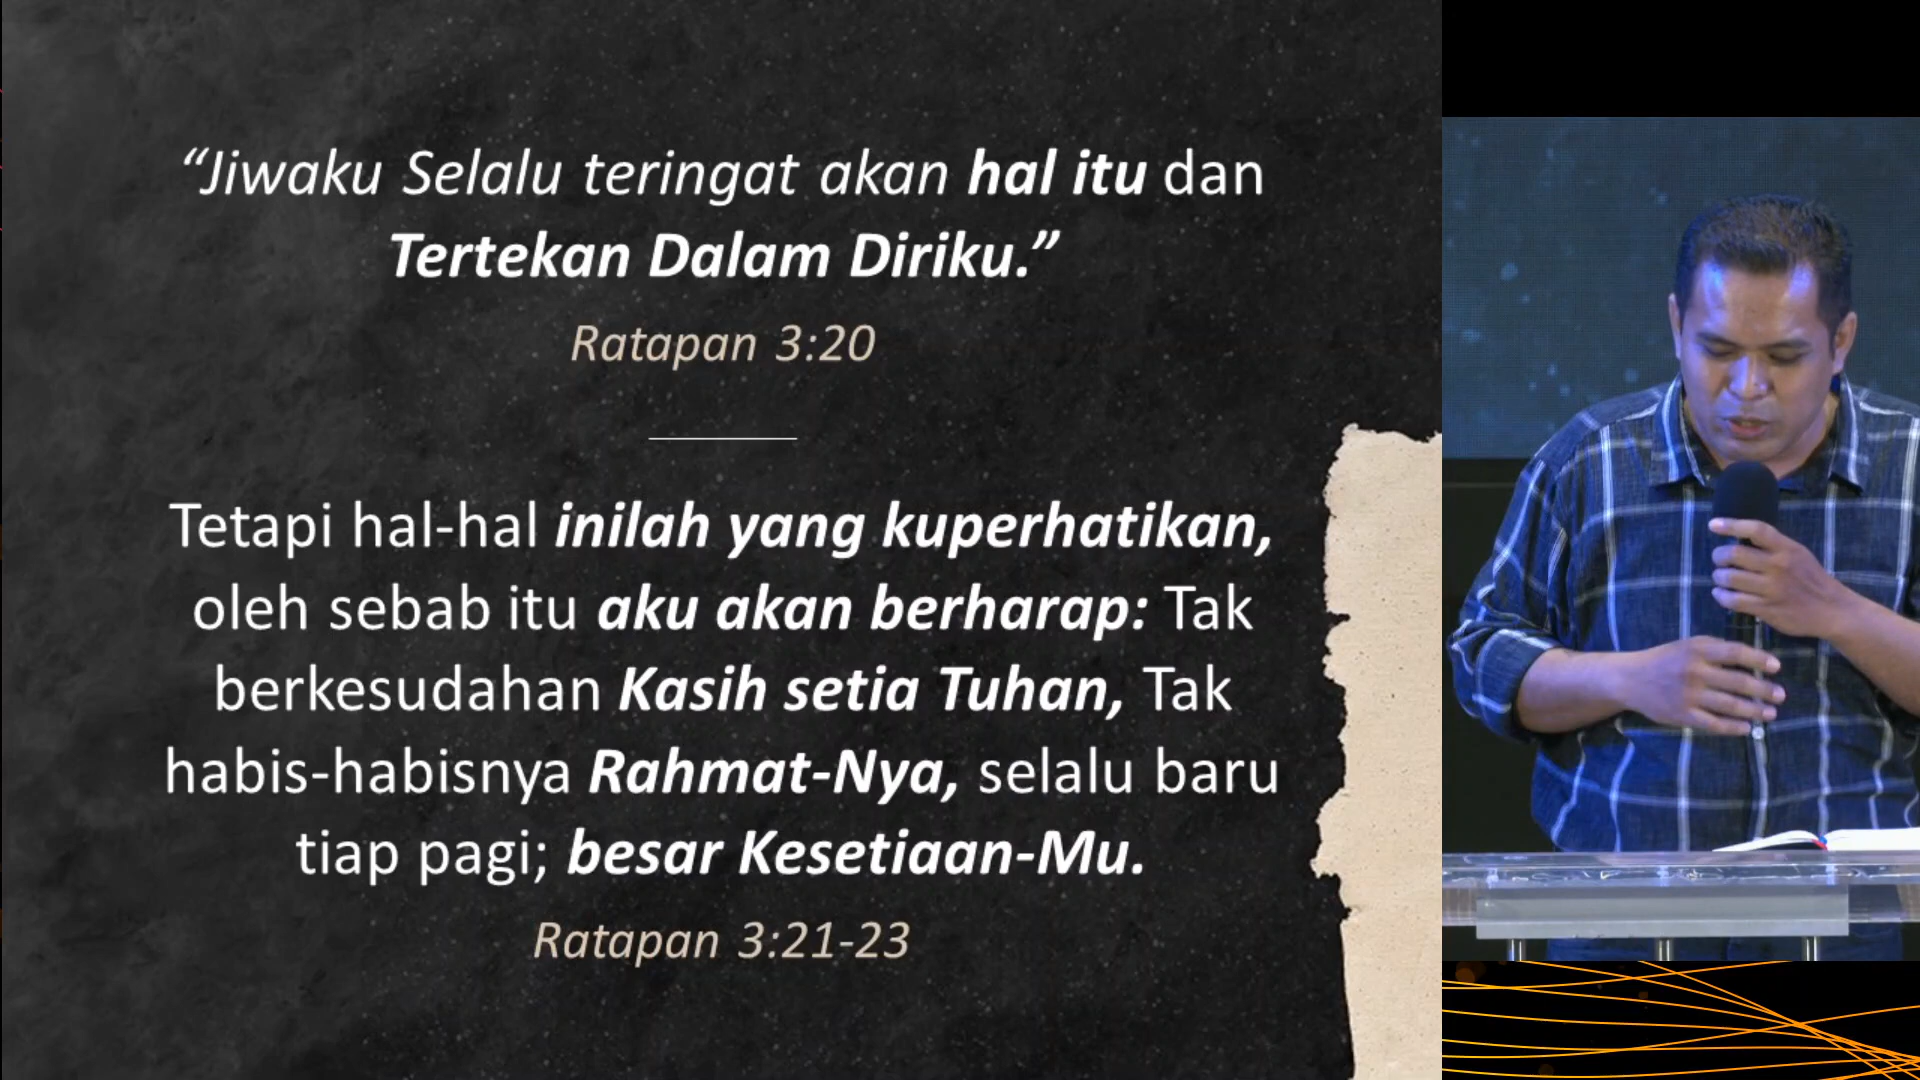 “Jiwaku Selalu teringat akan hal itu dan
Tertekan Dalam Diriku.”
Ratapan 3:20
Tetapi hal-hal inilah yang kuperhatikan,
oleh sebab itu aku akan berharap: Tak
berkesudahan Kasih setia Tuhan, Tak
habis-habisnya Rahmat-Nya, selalu baru
tiap pagi; besar Kesetiaan-Mu.
Ratapan 3:21-23